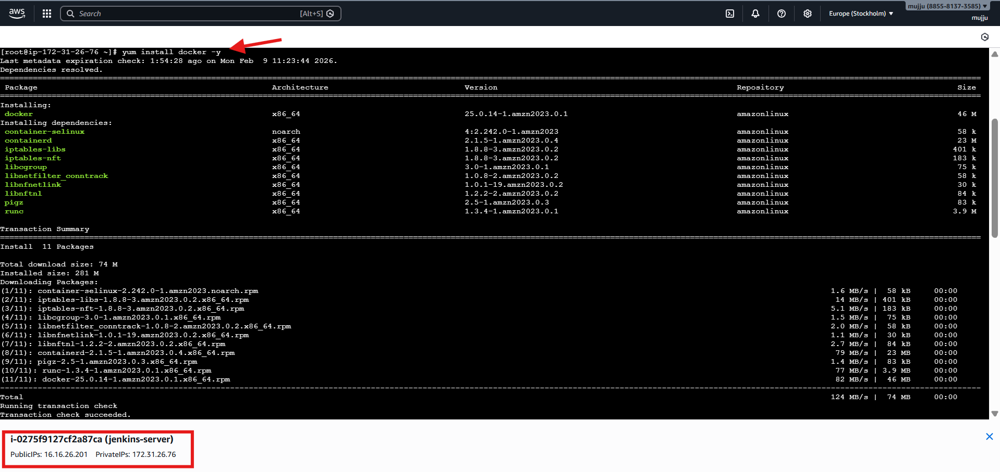 aws
Search [Alt+S]
Europe (Stockholm)
mujju (8855-8137-3585)
mujju
[root@ip-172-31-26-76 ~]# yum install docker -y
Last metadata expiration check: 1:54:28 ago on Mon Feb  9 11:23:44 2026.
Dependencies resolved.
Package Architecture Version Repository Size
Installing:
docker x86_64 25.0.14-1.amzn2023.0.1 amazonlinux 46 M
Installing dependencies:
container-selinux noarch 4:2.242.0-1.amzn2023 amazonlinux 58 k
containerd x86_64 2.1.5-1.amzn2023.0.4 amazonlinux 23 M
iptables-libs x86_64 1.8.8-3.amzn2023.0.2 amazonlinux 401 k
iptables-nft x86_64 1.8.8-3.amzn2023.0.2 amazonlinux 183 k
libcgroup x86_64 3.0-1.amzn2023.0.1 amazonlinux 75 k
libnetfilter_conntrack x86_64 1.0.8-2.amzn2023.0.2 amazonlinux 58 k
libnfnetlink x86_64 1.0.1-19.amzn2023.0.2 amazonlinux 30 k
libnftnl x86_64 1.2.2-2.amzn2023.0.2 amazonlinux 84 k
pigz x86_64 2.5-1.amzn2023.0.3 amazonlinux 83 k
runc x86_64 1.3.4-1.amzn2023.0.1 amazonlinux 3.9 M
Transaction Summary
Install  11 Packages
Total download size: 74 M
Installed size: 281 M
Downloading Packages:
(1/11): container-selinux-2.242.0-1.amzn2023.noarch.rpm 1.6 MB/s |  58 kB 00:00
(2/11): iptables-libs-1.8.8-3.amzn2023.0.2.x86_64.rpm 14 MB/s | 401 kB 00:00
(3/11): iptables-nft-1.8.8-3.amzn2023.0.2.x86_64.rpm 5.1 MB/s | 183 kB 00:00
(4/11): libcgroup-3.0-1.amzn2023.0.1.x86_64.rpm 1.5 MB/s |  75 kB 00:00
(5/11): libnetfilter_conntrack-1.0.8-2.amzn2023.0.2.x86_64.rpm 2.0 MB/s |  58 kB 00:00
(6/11): libnfnetlink-1.0.1-19.amzn2023.0.2.x86_64.rpm 1.1 MB/s |  30 kB 00:00
(7/11): libnftnl-1.2.2-2.amzn2023.0.2.x86_64.rpm 2.7 MB/s |  84 kB 00:00
(8/11): containerd-2.1.5-1.amzn2023.0.4.x86_64.rpm 79 MB/s |  23 MB 00:00
(9/11): pigz-2.5-1.amzn2023.0.3.x86_64.rpm 1.4 MB/s |  83 kB 00:00
(10/11): runc-1.3.4-1.amzn2023.0.1.x86_64.rpm 77 MB/s | 3.9 MB 00:00
(11/11): docker-25.0.14-1.amzn2023.0.1.x86_64.rpm 82 MB/s |  46 MB 00:00
Total 124 MB/s |  74 MB 00:00
Running transaction check
Transaction check succeeded.
i-0275f9127cf2a87ca (jenkins-server)
PublicIPs: 16.16.26.201 PrivateIPs: 172.31.26.76